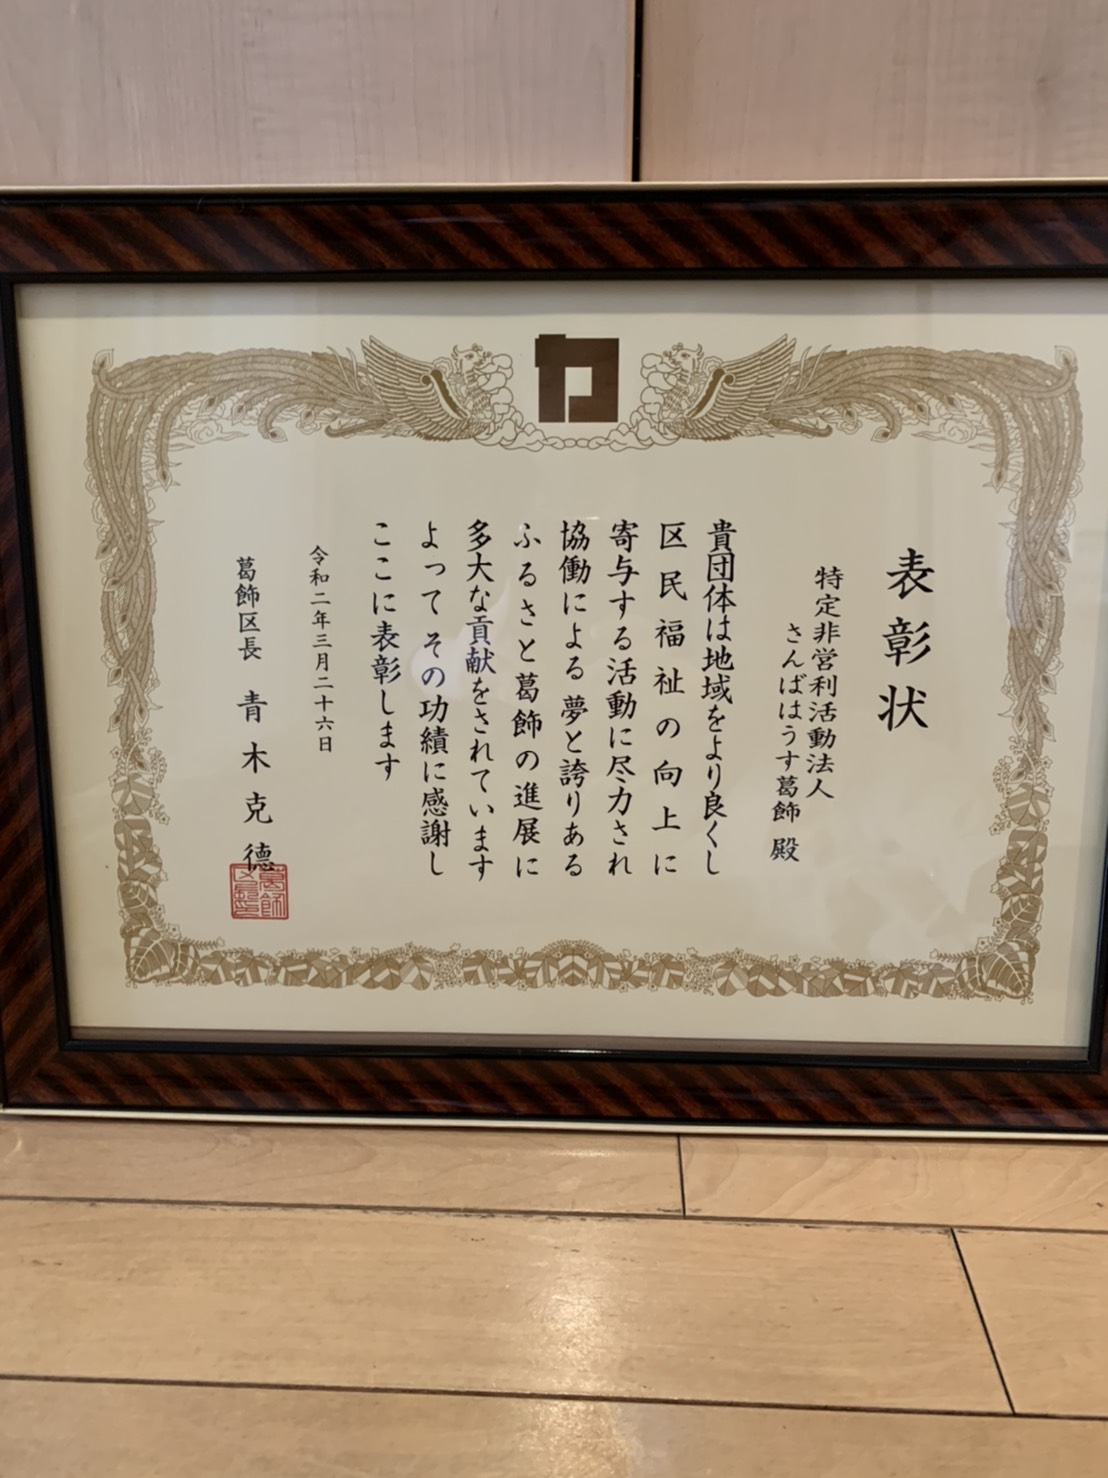 表彰状
特定非営利活動法人
さんばはうす葛飾 殿
貴団体は地域をより良くし
区民福祉の向上に
寄与する活動に尽力され
協働による夢と誇りある
ふるさと葛飾の進展に
多大な貢献をされています
よってその功績に感謝し
ここに表彰します
令和二年三月二十六日
葛飾区長 青木克德